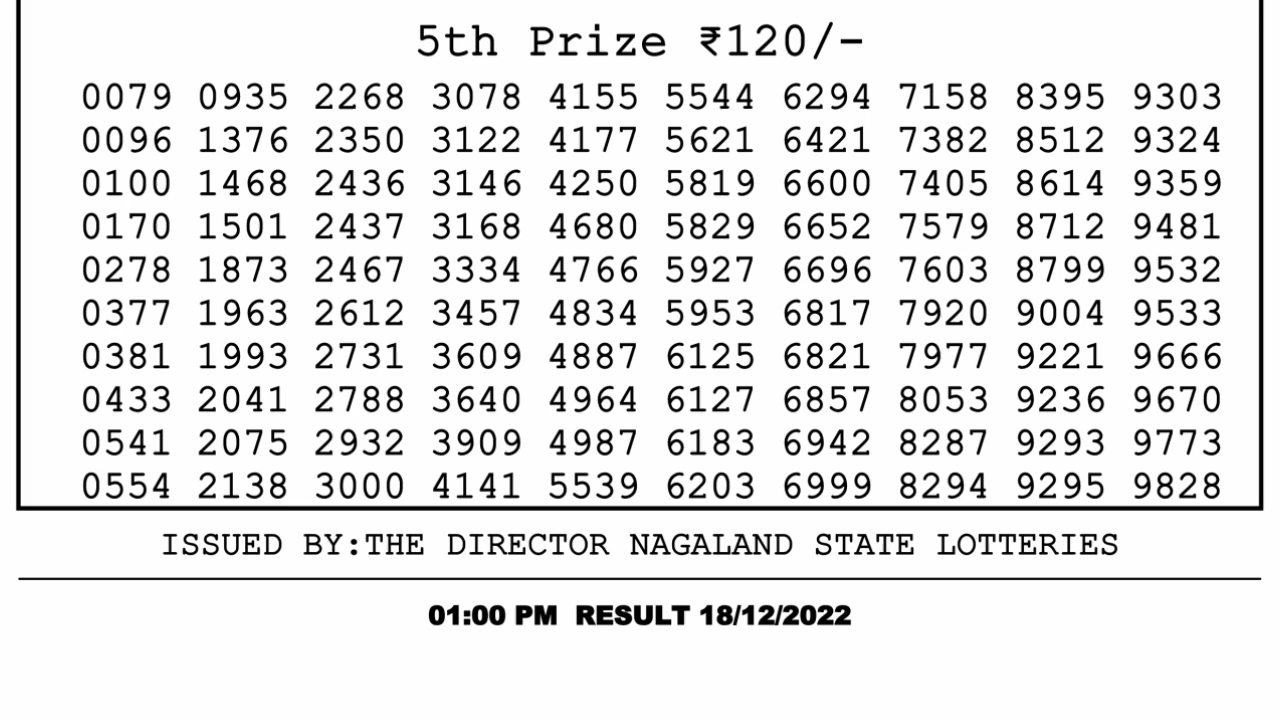 5th Prize ₹120/-
0079 0935 2268 3078 4155 5544 6294 7158 8395 9303
0096 1376 2350 3122 4177 5621 6421 7382 8512 9324
0100 1468 2436 3146 4250 5819 6600 7405 8614 9359
0170 1501 2437 3168 4680 5829 6652 7579 8712 9481
0278 1873 2467 3334 4766 5927 6696 7603 8799 9532
0377 1963 2612 3457 4834 5953 6817 7920 9004 9533
0381 1993 2731 3609 4887 6125 6821 7977 9221 9666
0433 2041 2788 3640 4964 6127 6857 8053 9236 9670
0541 2075 2932 3909 4987 6183 6942 8287 9293 9773
0554 2138 3000 4141 5539 6203 6999 8294 9295 9828
ISSUED BY:THE DIRECTOR NAGALAND STATE LOTTERIES
01:00 PM RESULT 18/12/2022